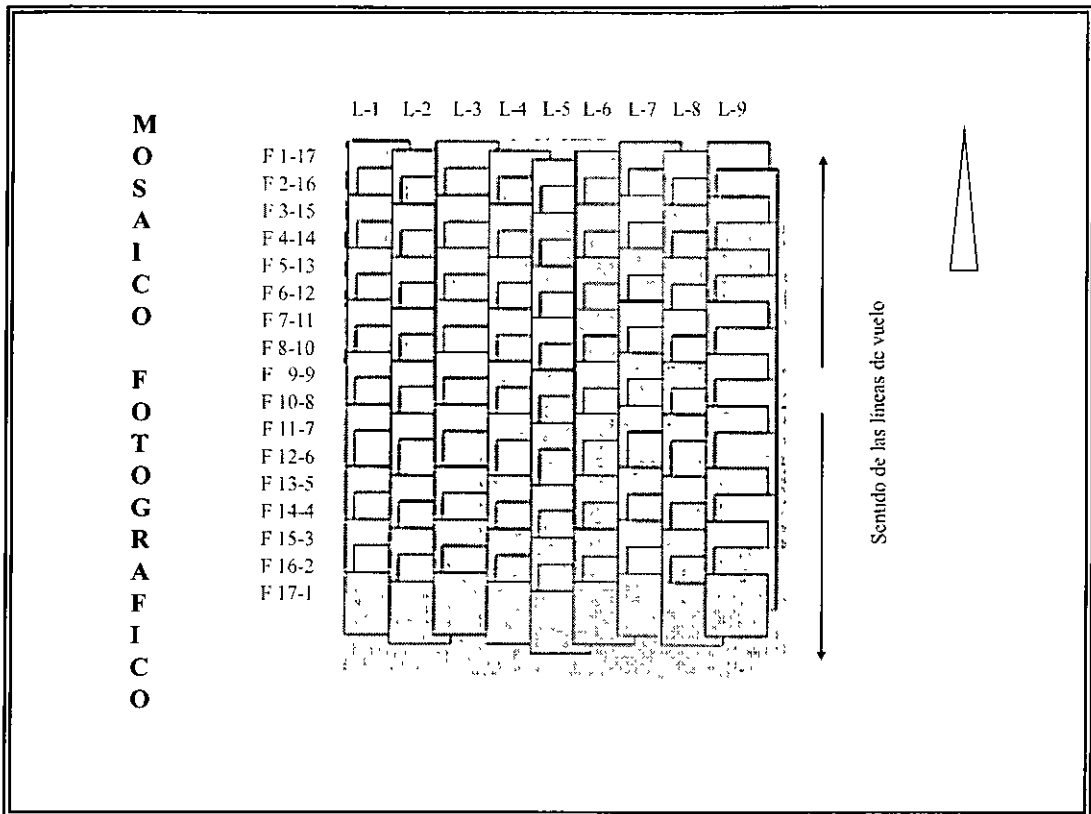 MOSAICO FOTOGRAFICO
L-1 L-2 L-3 L-4 L-5 L-6 L-7 L-8 L-9
F 1-17
F 2-16
F 3-15
F 4-14
F 5-13
F 6-12
F 7-11
F 8-10
F 9-9
F 10-8
F 11-7
F 12-6
F 13-5
F 14-4
F 15-3
F 16-2
F 17-1
Sentido de las líneas de vuelo